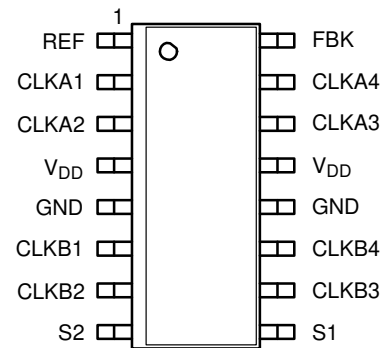 1
REF FBK
CLKA1 CLKA4
CLKA2 CLKA3
VDD VDD
GND GND
CLKB1 CLKB4
CLKB2 CLKB3
S2 S1